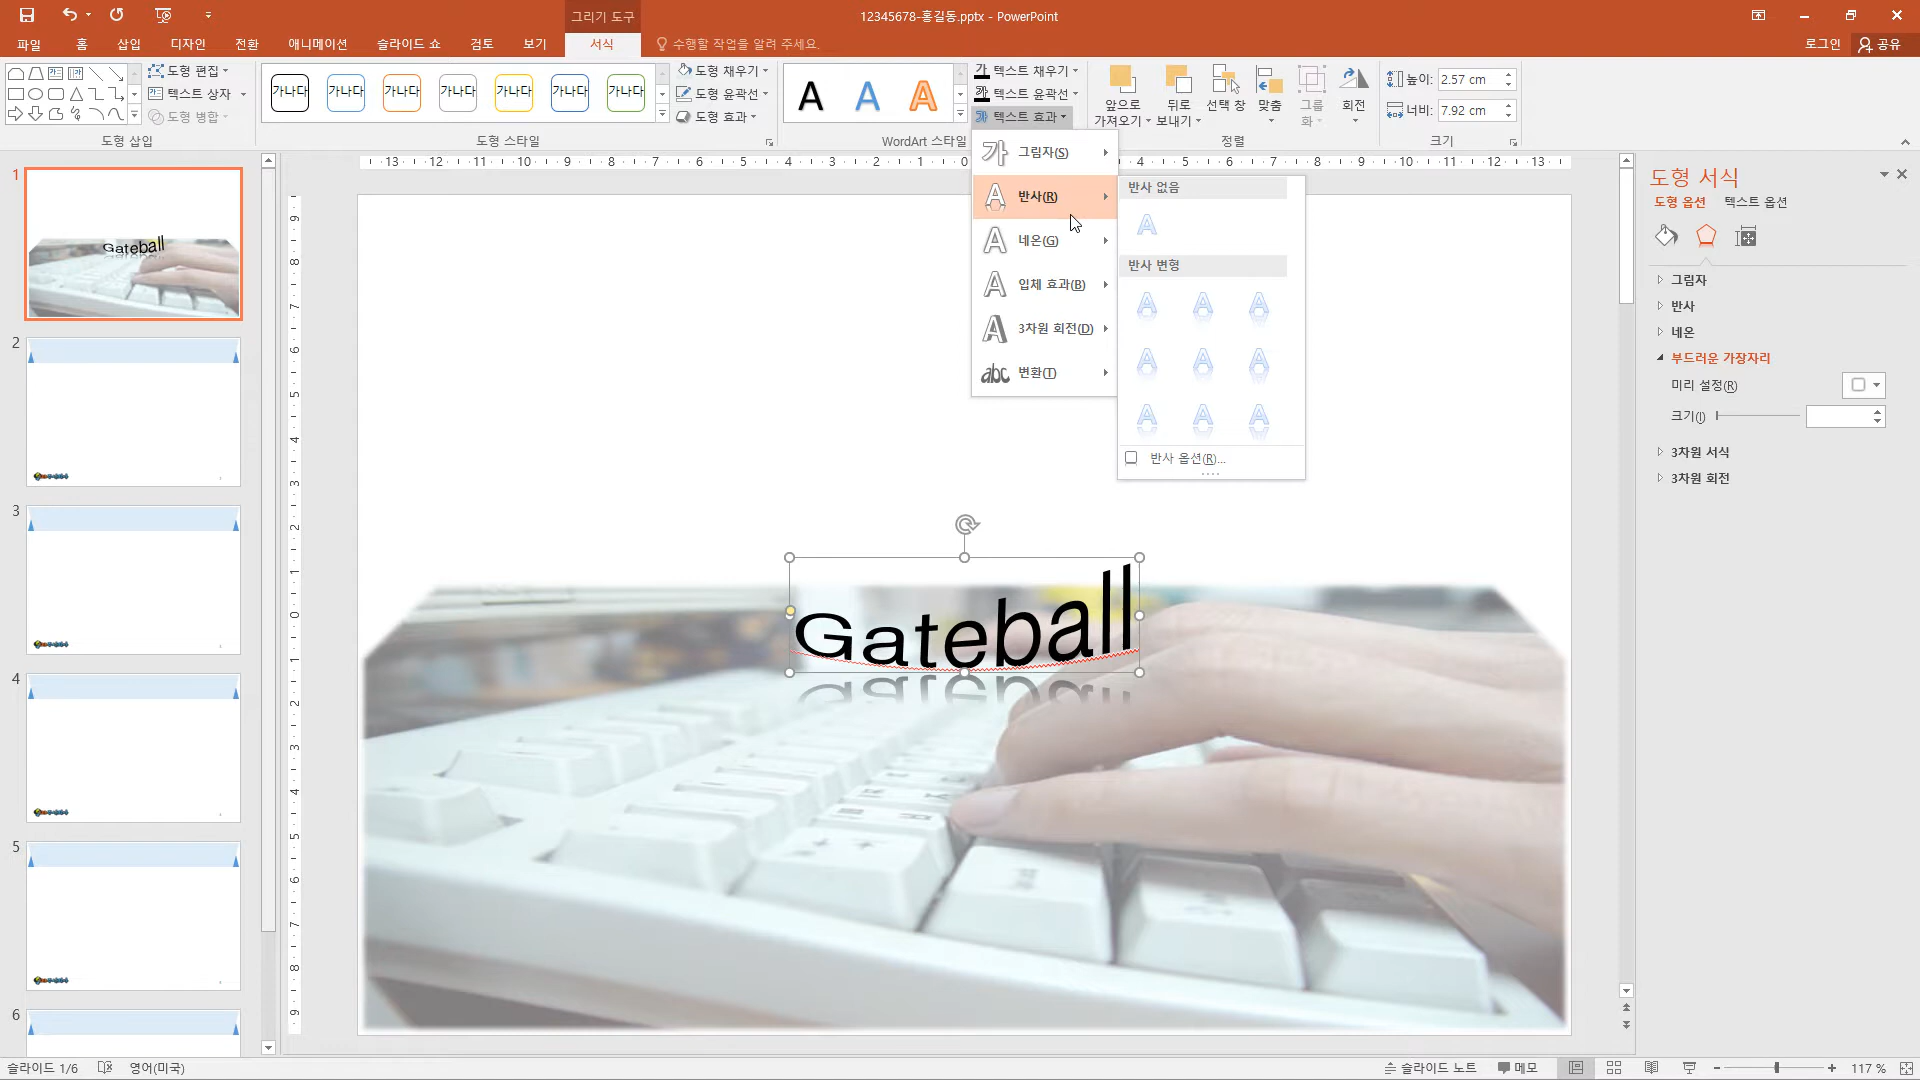 그리기 도구
12345678-홍길동.pptx - PowerPoint
파일
홈
삽입
디자인
전환
애니메이션
슬라이드 쇼
검토
보기
서식
수행할 작업을 알려 주세요.
로그인
공유
도형 편집
텍스트 상자
도형 병합
도형 삽입
가나다 가나다 가나다 가나다 가나다 가나다 가나다
도형 채우기
도형 윤곽선
도형 효과
도형 스타일
A A A
텍스트 채우기
텍스트 윤곽선
텍스트 효과
WordArt 스타일
앞으로 가져오기
뒤로 보내기
선택 창
맞춤
그룹화
회전
정렬
높이: 2.57 cm
너비: 7.92 cm
크기
그림자(S)
반사(R)
네온(G)
입체 효과(B)
3차원 회전(D)
변환(T)
반사 없음
반사 변형
반사 옵션(R)...
도형 서식
도형 옵션 텍스트 옵션
그림자
반사
네온
부드러운 가장자리
미리 설정(R)
크기(I)
3차원 서식
3차원 회전
1
Gateball
2
3
4
5
6
Gateball
슬라이드 1/6
영어(미국)
슬라이드 노트
메모
117 %